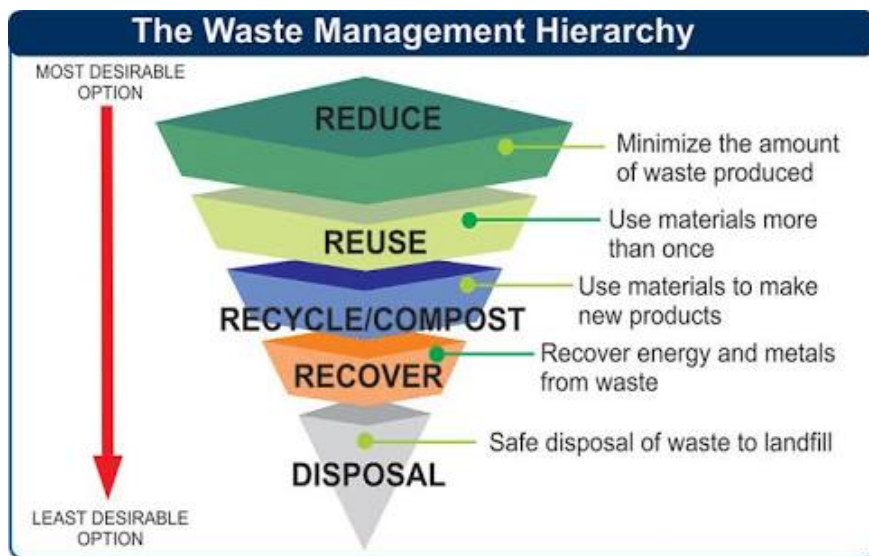 The Waste Management Hierarchy
MOST DESIRABLE
OPTION
REDUCE
Minimize the amount
of waste produced
REUSE
Use materials more
than once
RECYCLE/COMPOST
Use materials to make
new products
RECOVER
Recover energy and metals
from waste
DISPOSAL
Safe disposal of waste to landfill
LEAST DESIRABLE
OPTION